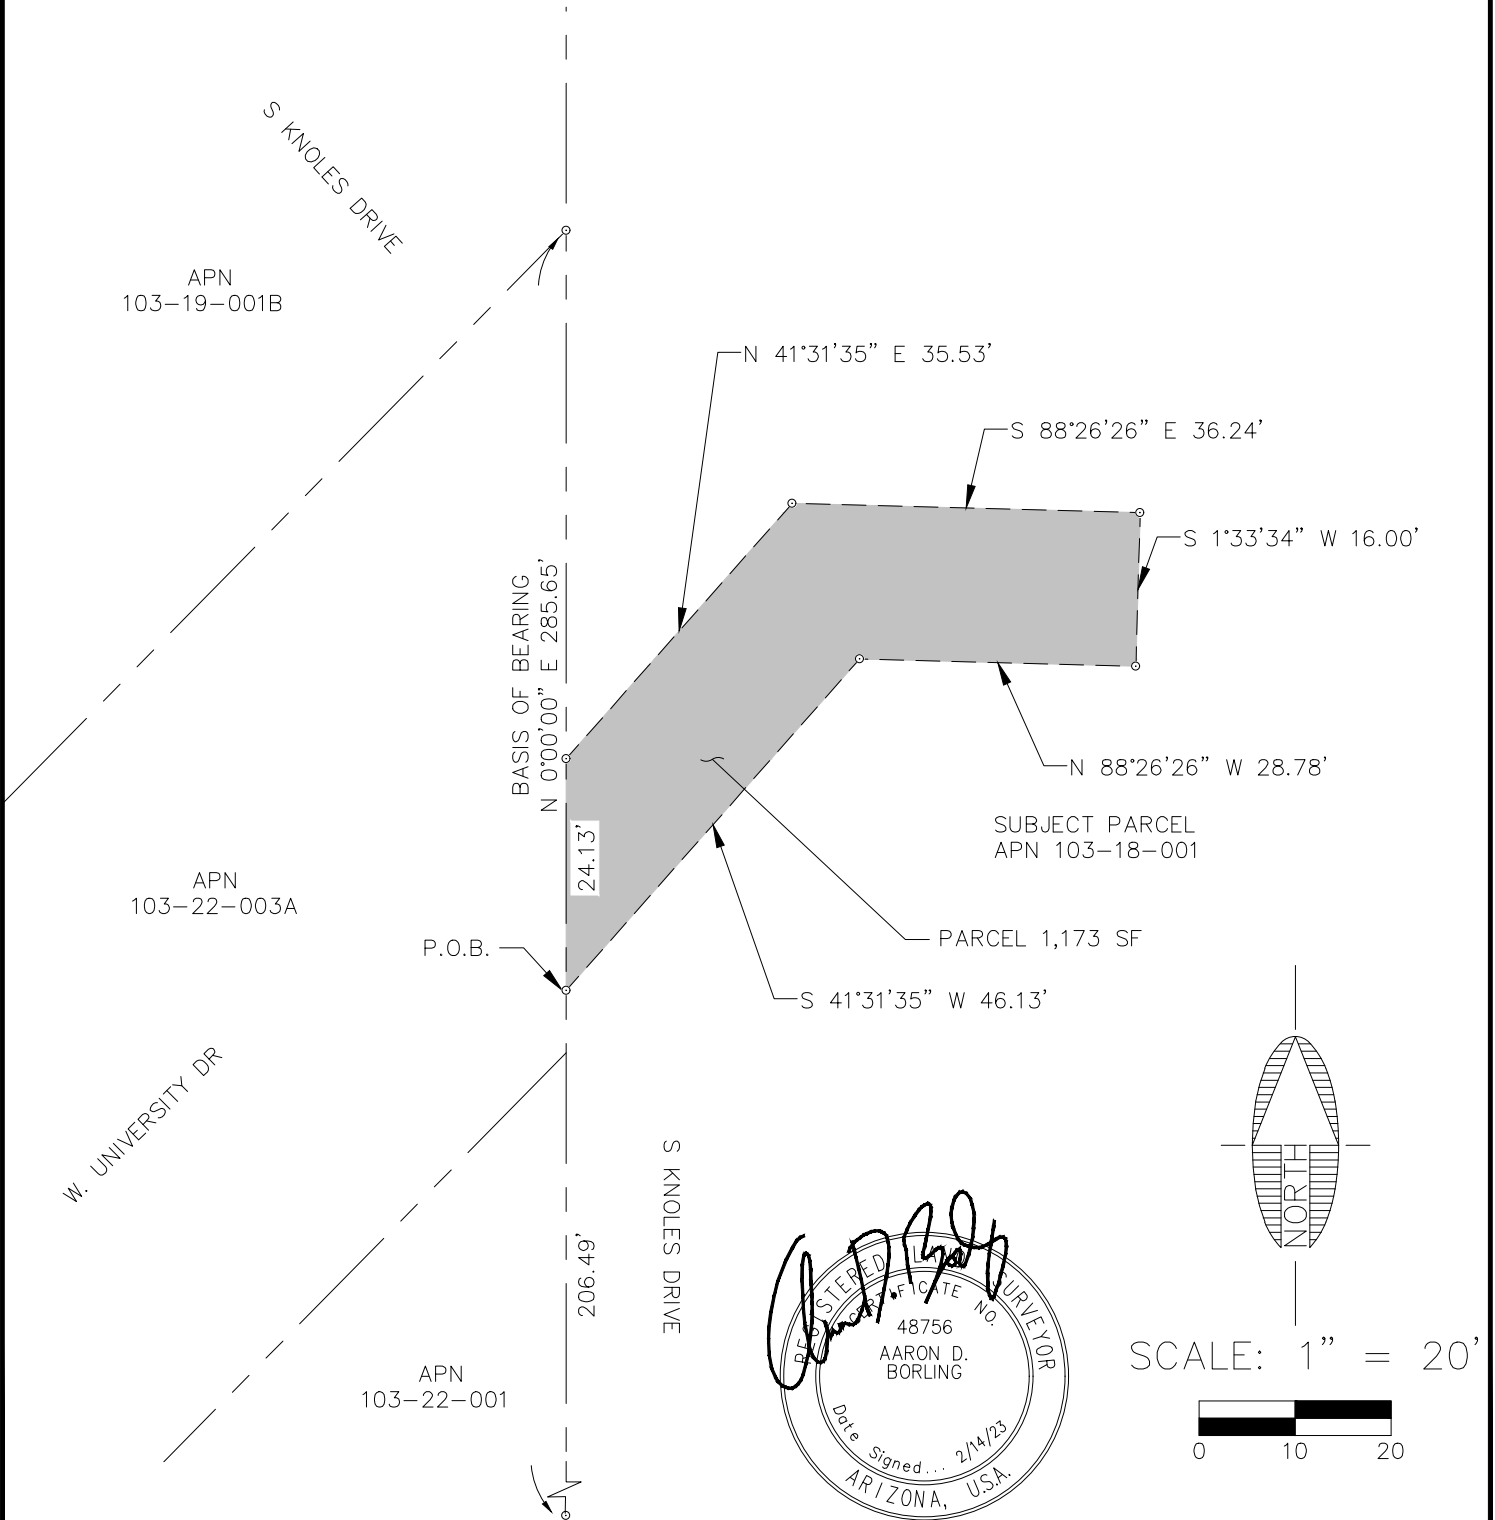 S KNOLES DRIVE
APN
103-19-001B
N 41°31'35" E 35.53'
S 88°26'26" E 36.24'
S 1°33'34" W 16.00'
BASIS OF BEARING
N 0°00'00" E 285.65'
N 88°26'26" W 28.78'
SUBJECT PARCEL
APN 103-18-001
24.13'
APN
103-22-003A
P.O.B.
PARCEL 1,173 SF
S 41°31'35" W 46.13'
W. UNIVERSITY DR
S KNOLES DRIVE
206.49'
NORTH
REGISTERED LAND SURVEYOR
CERTIFICATE NO.
48756
AARON D.
BORLING
Date Signed... 2/14/23
ARIZONA, U.S.A.
SCALE: 1" = 20'
0 10 20
APN
103-22-001